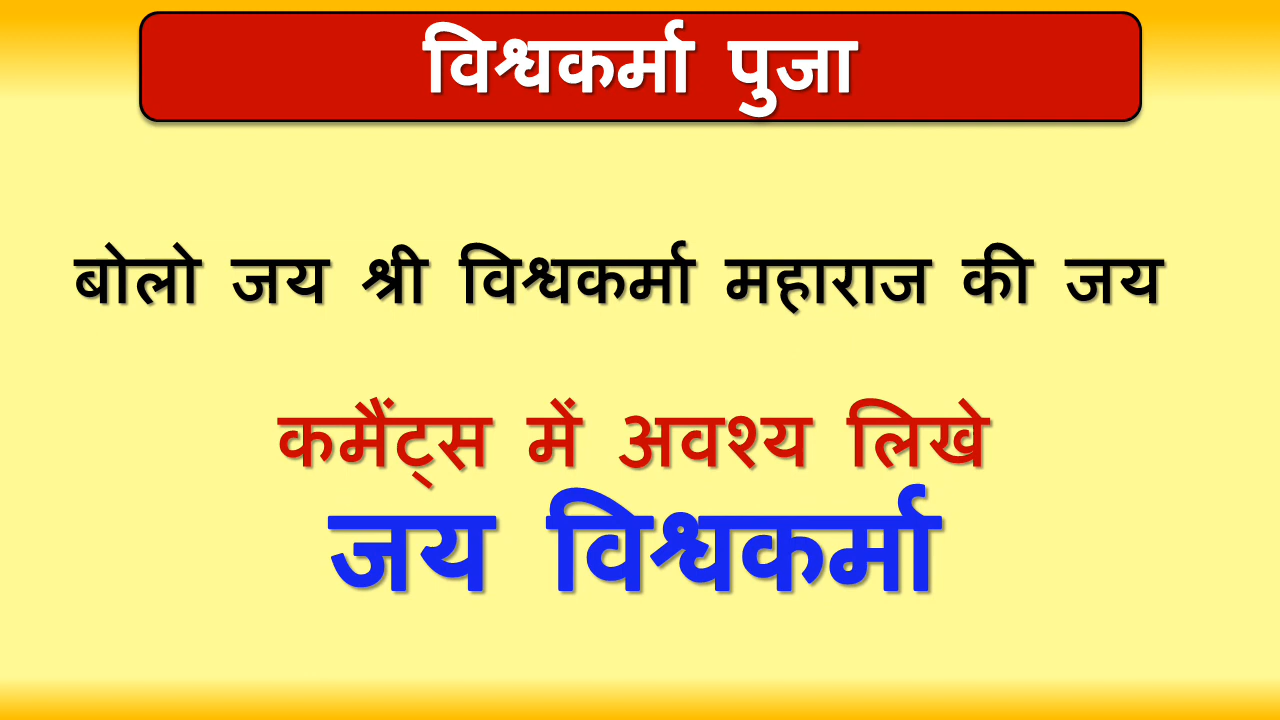 विश्वकर्मा पुजा
बोलो जय श्री विश्वकर्मा महाराज की जय
कमैंट्स में अवश्य लिखे
जय विश्वकर्मा